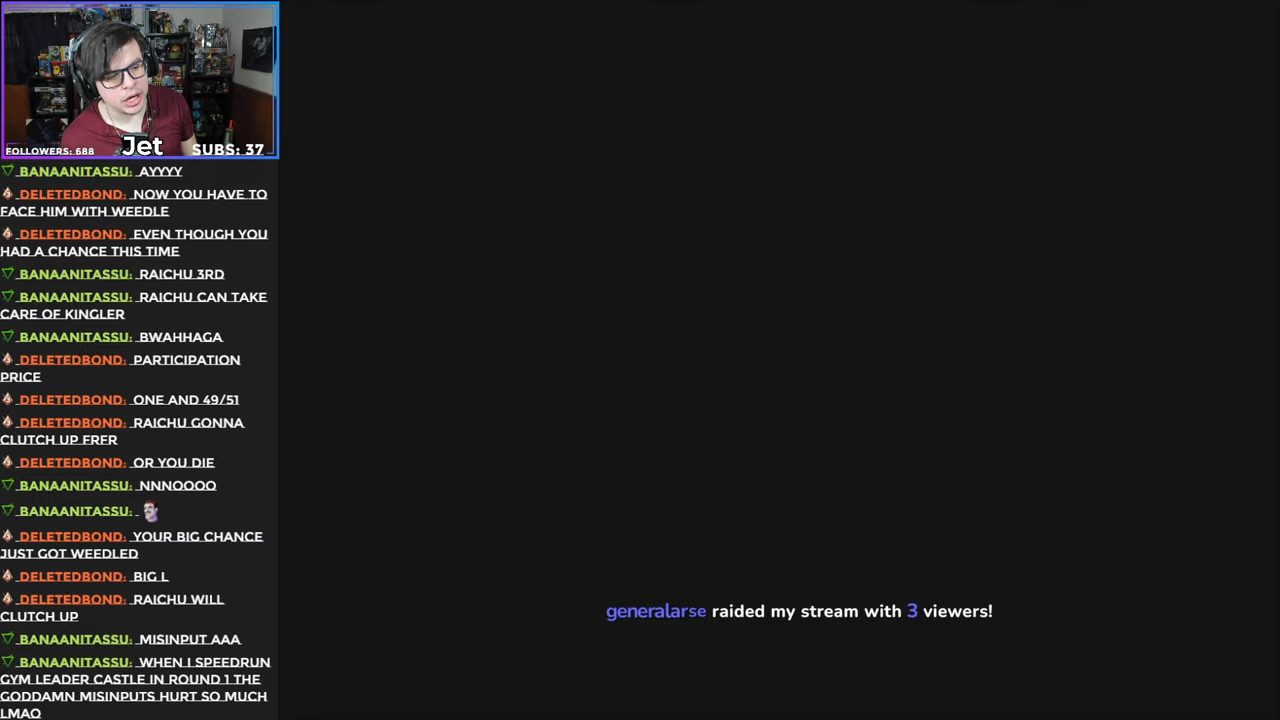 Jet
FOLLOWERS: 688
SUBS: 37
BANAANITASSU: AYYYY
DELETEDBOND: NOW YOU HAVE TO
FACE HIM WITH WEEDLE
DELETEDBOND: EVEN THOUGH YOU
HAD A CHANCE THIS TIME
BANAANITASSU: RAICHU 3RD
BANAANITASSU: RAICHU CAN TAKE
CARE OF KINGLER
BANAANITASSU: BWAHHAGA
DELETEDBOND: PARTICIPATION
PRICE
DELETEDBOND: ONE AND 49/51
DELETEDBOND: RAICHU GONNA
CLUTCH UP FRFR
DELETEDBOND: OR YOU DIE
BANAANITASSU: NNNOOOO
BANAANITASSU:
DELETEDBOND: YOUR BIG CHANCE
JUST GOT WEEDLED
DELETEDBOND: BIG L
DELETEDBOND: RAICHU WILL
CLUTCH UP
BANAANITASSU: MISINPUT AAA
BANAANITASSU: WHEN I SPEEDRUN
GYM LEADER CASTLE IN ROUND 1 THE
GODDAMN MISINPUTS HURT SO MUCH
LMAO
generalarse raided my stream with 3 viewers!